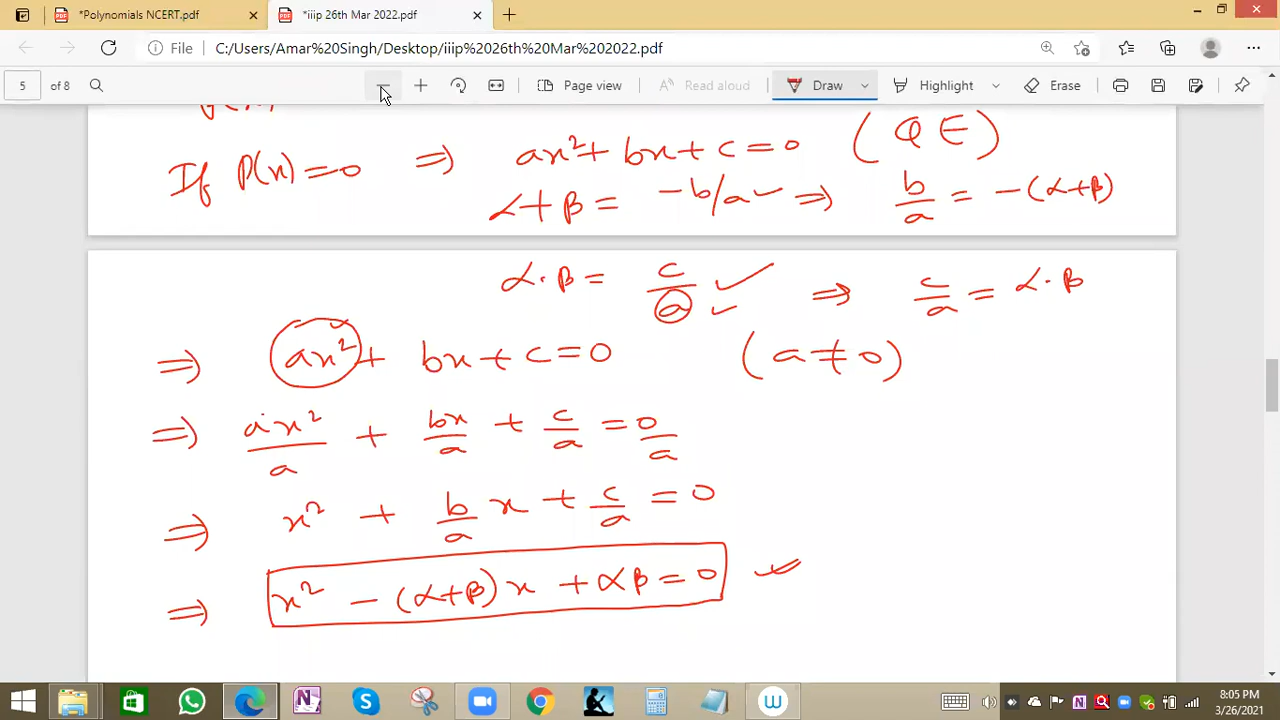 *Polynomials NCERT.pdf
*iiip 26th Mar 2022.pdf
File C:/Users/Amar%20Singh/Desktop/iiip%2026th%20Mar%202022.pdf
5 of 8 Page view Read aloud Draw Highlight Erase
If P(x)=0 ⇒ ax²+ bx+c=0 (QE)
α+β = -b/a ✓ ⇒ b/a = -(α+β)
α·β = c/a ✓ ✓ ⇒ c/a = α·β
⇒ ax²+ bx+c=0 (a≠0)
⇒ ax²/a + bx/a + c/a = 0/a
⇒ x² + b/a x + c/a = 0
⇒ x² - (α+β)x + αβ = 0 ✓
8:05 PM
3/26/2021